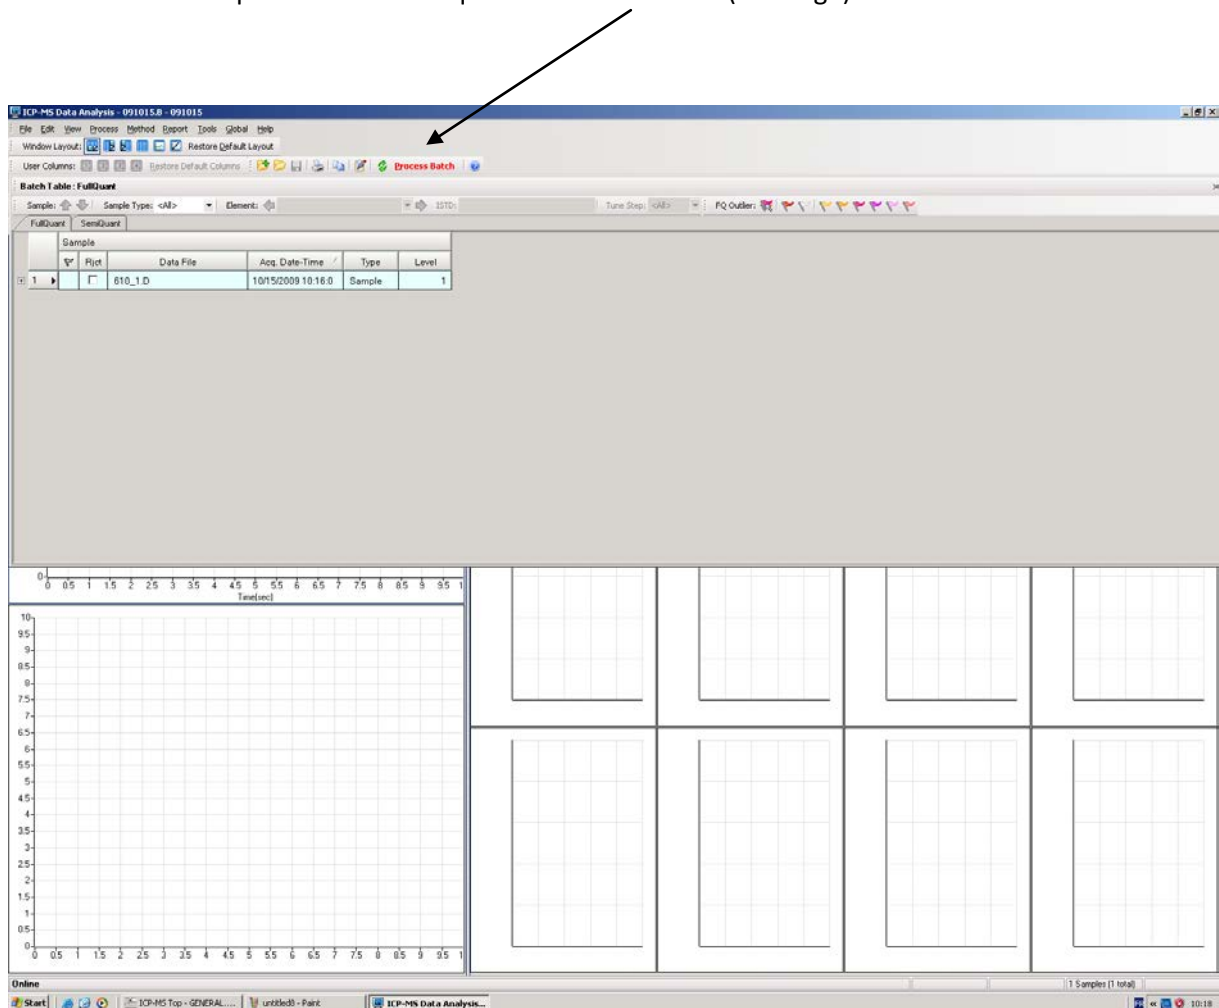 ICP-MS Data Analysis - 091015.B - 091015
File Edit View Process Method Report Tools Global Help
Window Layout: Restore Default Layout
User Columns: Restore Default Columns Process Batch
Batch Table : FullQuant
Sample: Sample Type: <All> Element: ISTD: Tune Step: <All> FQ Outlier:
FullQuant SemiQuant
Sample
Rjct Data File Acq. Date-Time Type Level
1 610_1.D 10/15/2009 10:16:0 Sample 1
0
0 0.5 1 1.5 2 2.5 3 3.5 4 4.5 5 5.5 6 6.5 7 7.5 8 8.5 9 9.5 1
Time(sec)
10
9.5
9
8.5
8
7.5
7
6.5
6
5.5
5
4.5
4
3.5
3
2.5
2
1.5
1
0.5
0
0 0.5 1 1.5 2 2.5 3 3.5 4 4.5 5 5.5 6 6.5 7 7.5 8 8.5 9 9.5 1
Online 1 Samples (1 total)
Start ICP-MS Top - GENERAL.... untitled8 - Paint ICP-MS Data Analysis... 10:18